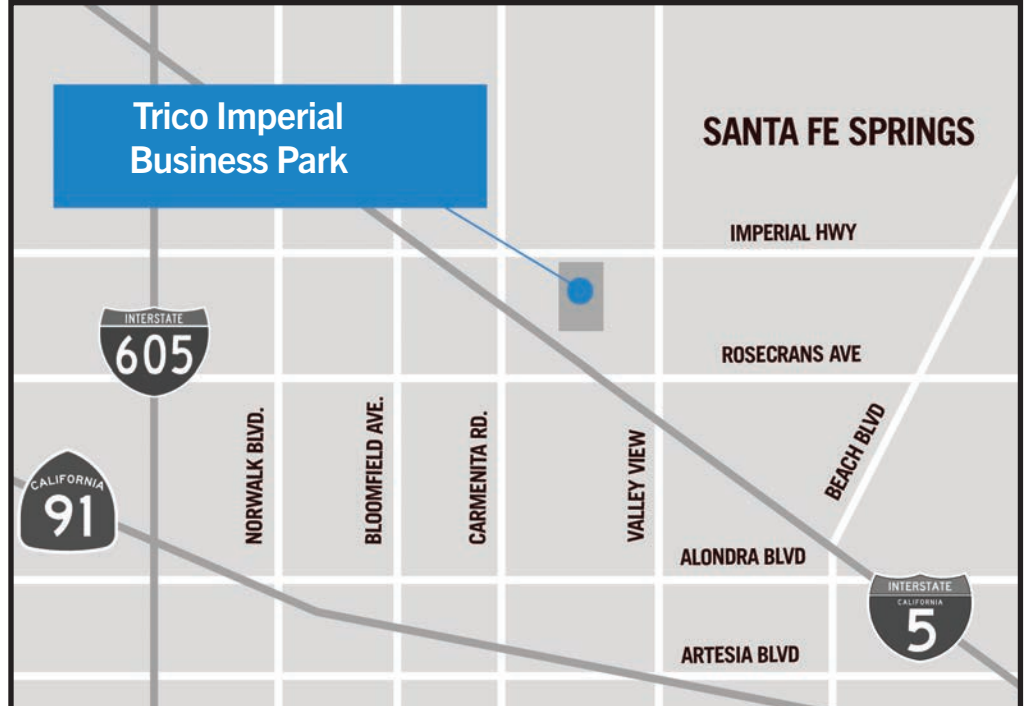 Trico Imperial
Business Park
SANTA FE SPRINGS
IMPERIAL HWY
INTERSTATE
605
ROSECRANS AVE
NORWALK BLVD.
BLOOMFIELD AVE.
CARMENITA RD.
VALLEY VIEW
BEACH BLVD
CALIFORNIA
91
ALONDRA BLVD
INTERSTATE
CALIFORNIA
5
ARTESIA BLVD